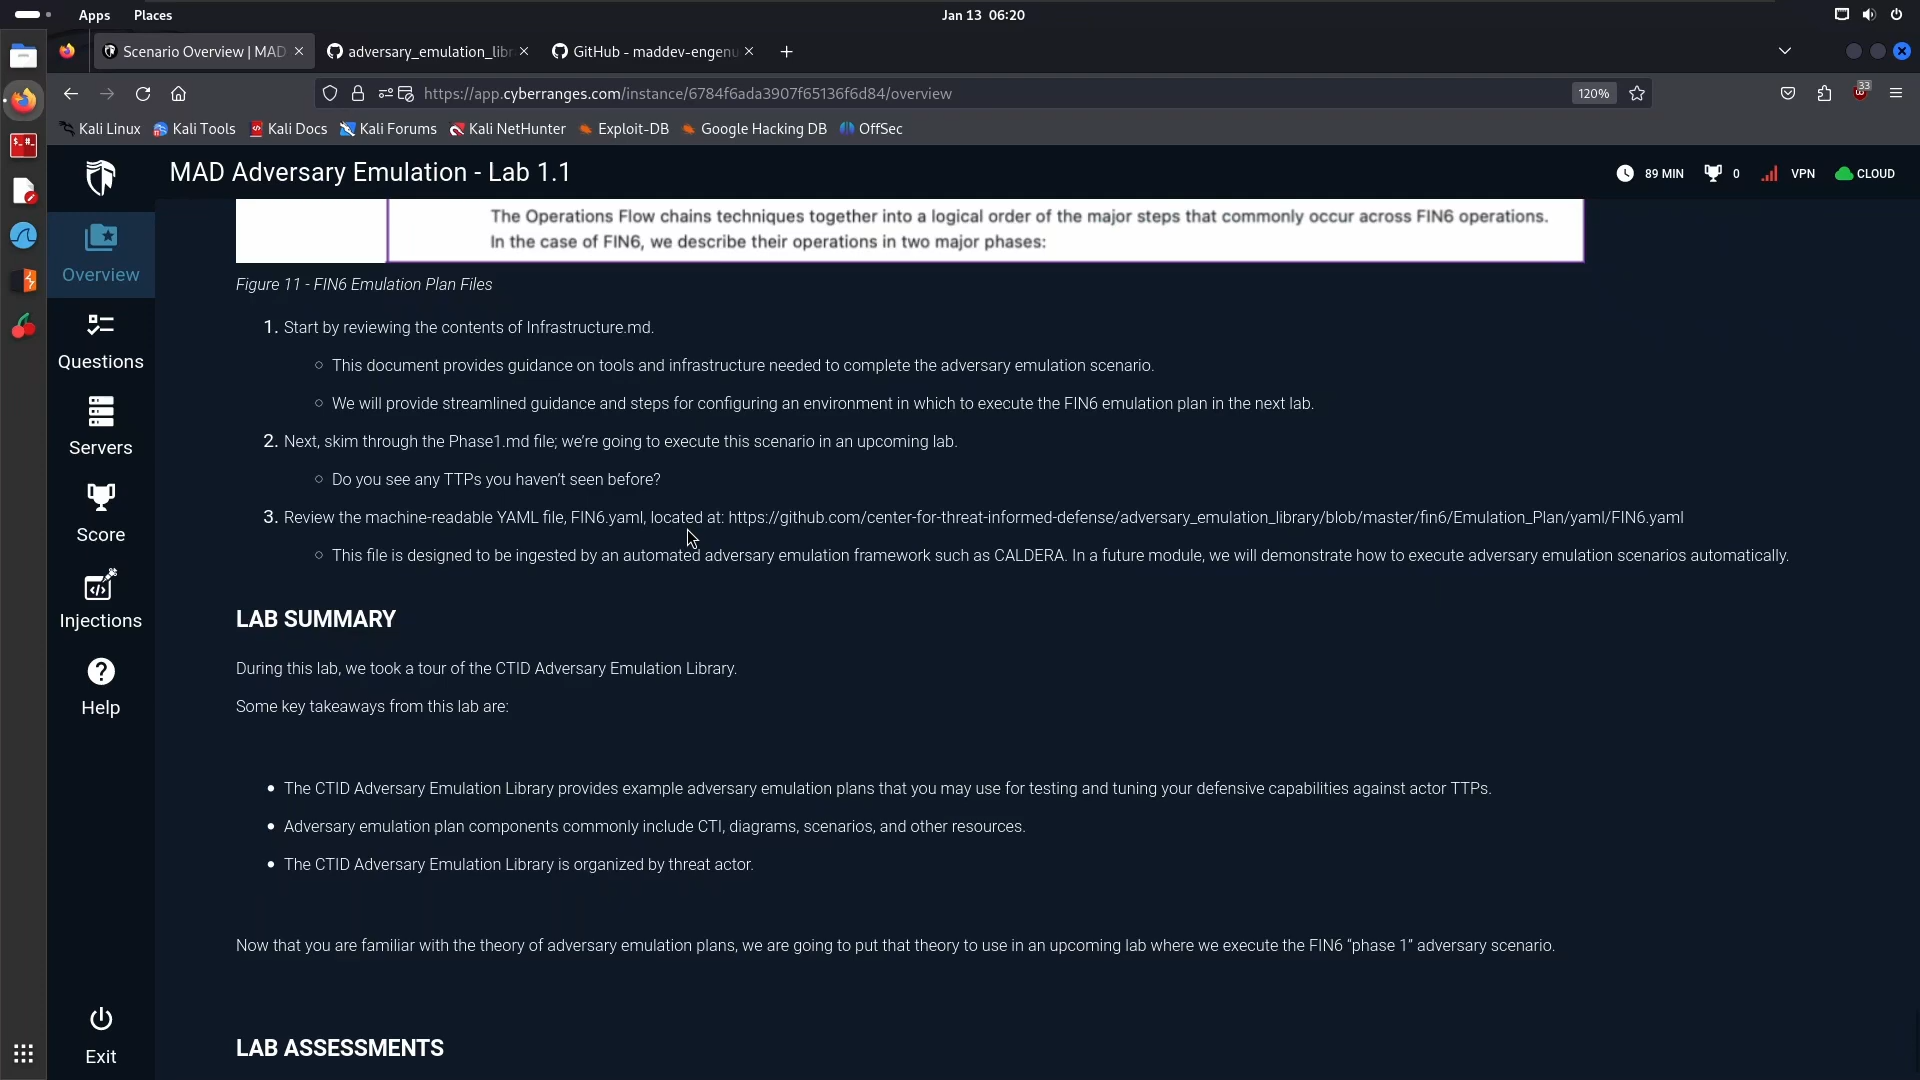 Apps Places Jan 13 06:20
Scenario Overview | MAD adversary_emulation_libr GitHub - maddev-engenu
https://app.cyberranges.com/instance/6784f6ada3907f65136f6d84/overview 120% 33
Kali Linux Kali Tools Kali Docs Kali Forums Kali NetHunter Exploit-DB Google Hacking DB OffSec
MAD Adversary Emulation - Lab 1.1 89 MIN 0 VPN CLOUD
Overview
Questions
Servers
Score
Injections
Help
Exit
The Operations Flow chains techniques together into a logical order of the major steps that commonly occur across FIN6 operations.
In the case of FIN6, we describe their operations in two major phases:
Figure 11 - FIN6 Emulation Plan Files
1. Start by reviewing the contents of Infrastructure.md.
○ This document provides guidance on tools and infrastructure needed to complete the adversary emulation scenario.
○ We will provide streamlined guidance and steps for configuring an environment in which to execute the FIN6 emulation plan in the next lab.
2. Next, skim through the Phase1.md file; we’re going to execute this scenario in an upcoming lab.
○ Do you see any TTPs you haven’t seen before?
3. Review the machine-readable YAML file, FIN6.yaml, located at: https://github.com/center-for-threat-informed-defense/adversary_emulation_library/blob/master/fin6/Emulation_Plan/yaml/FIN6.yaml
○ This file is designed to be ingested by an automated adversary emulation framework such as CALDERA. In a future module, we will demonstrate how to execute adversary emulation scenarios automatically.
LAB SUMMARY
During this lab, we took a tour of the CTID Adversary Emulation Library.
Some key takeaways from this lab are:
• The CTID Adversary Emulation Library provides example adversary emulation plans that you may use for testing and tuning your defensive capabilities against actor TTPs.
• Adversary emulation plan components commonly include CTI, diagrams, scenarios, and other resources.
• The CTID Adversary Emulation Library is organized by threat actor.
Now that you are familiar with the theory of adversary emulation plans, we are going to put that theory to use in an upcoming lab where we execute the FIN6 “phase 1” adversary scenario.
LAB ASSESSMENTS